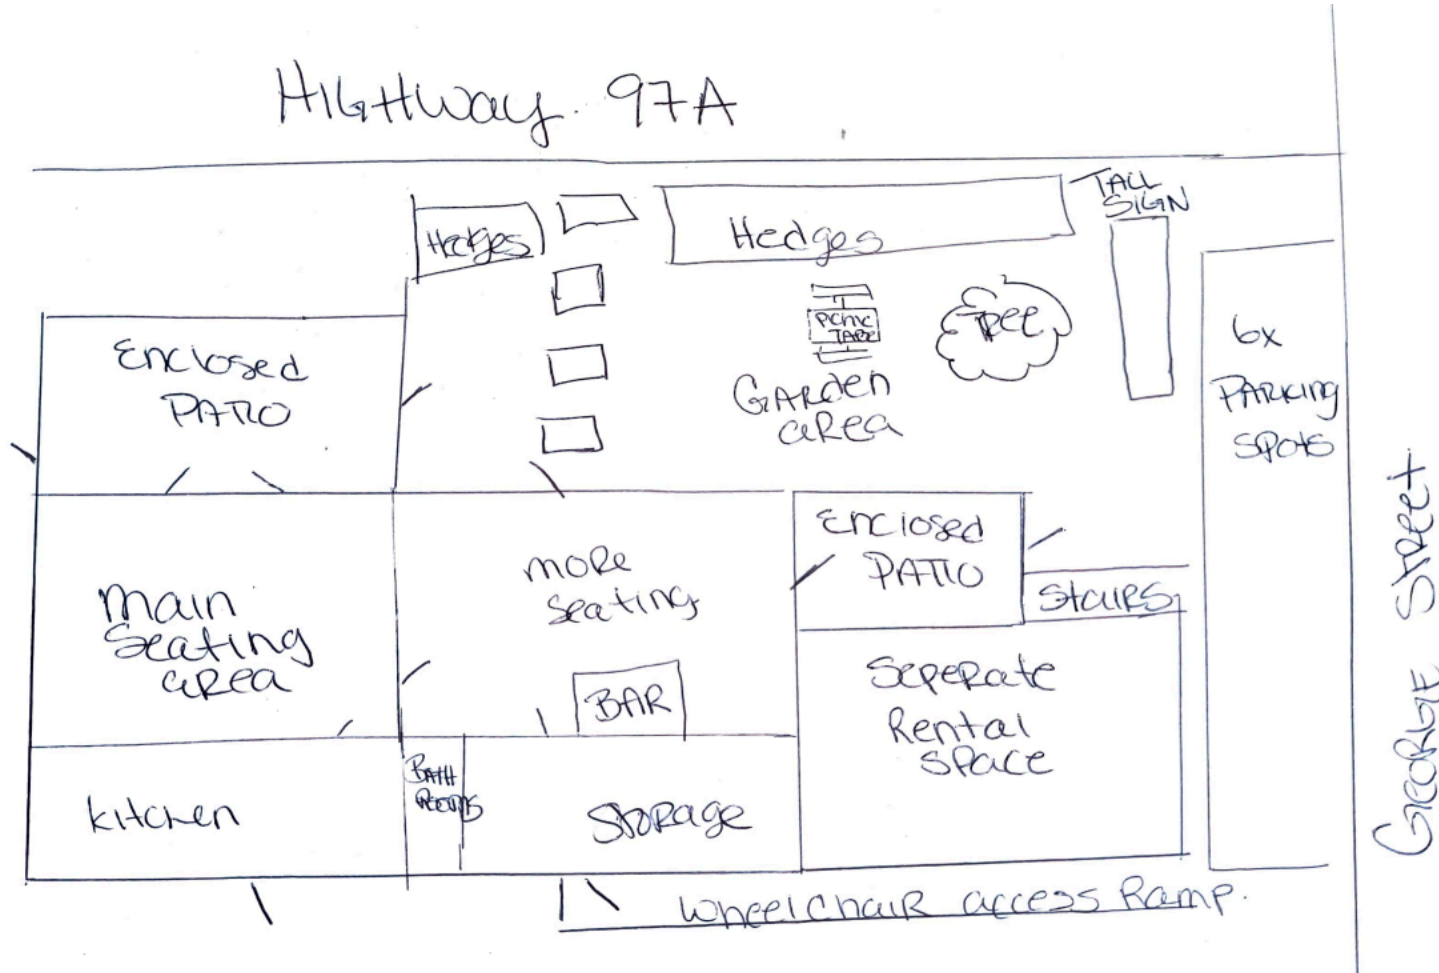 HIGHway 97A
TALL
SIGN
Hedges
Hedges
Picnic
TABLE
TREE
6x
PARKing
SPOts
Enclosed
PATIO
GARden
aRea
Enclosed
PATIO
StaiRS
moRe
Seating
main
Seating
aRea
BAR
SepeRate
Rental
SPace
BATH
ROOMS
kitchen
StoRage
wheelchaiR access Ramp.
GEORGE StReet